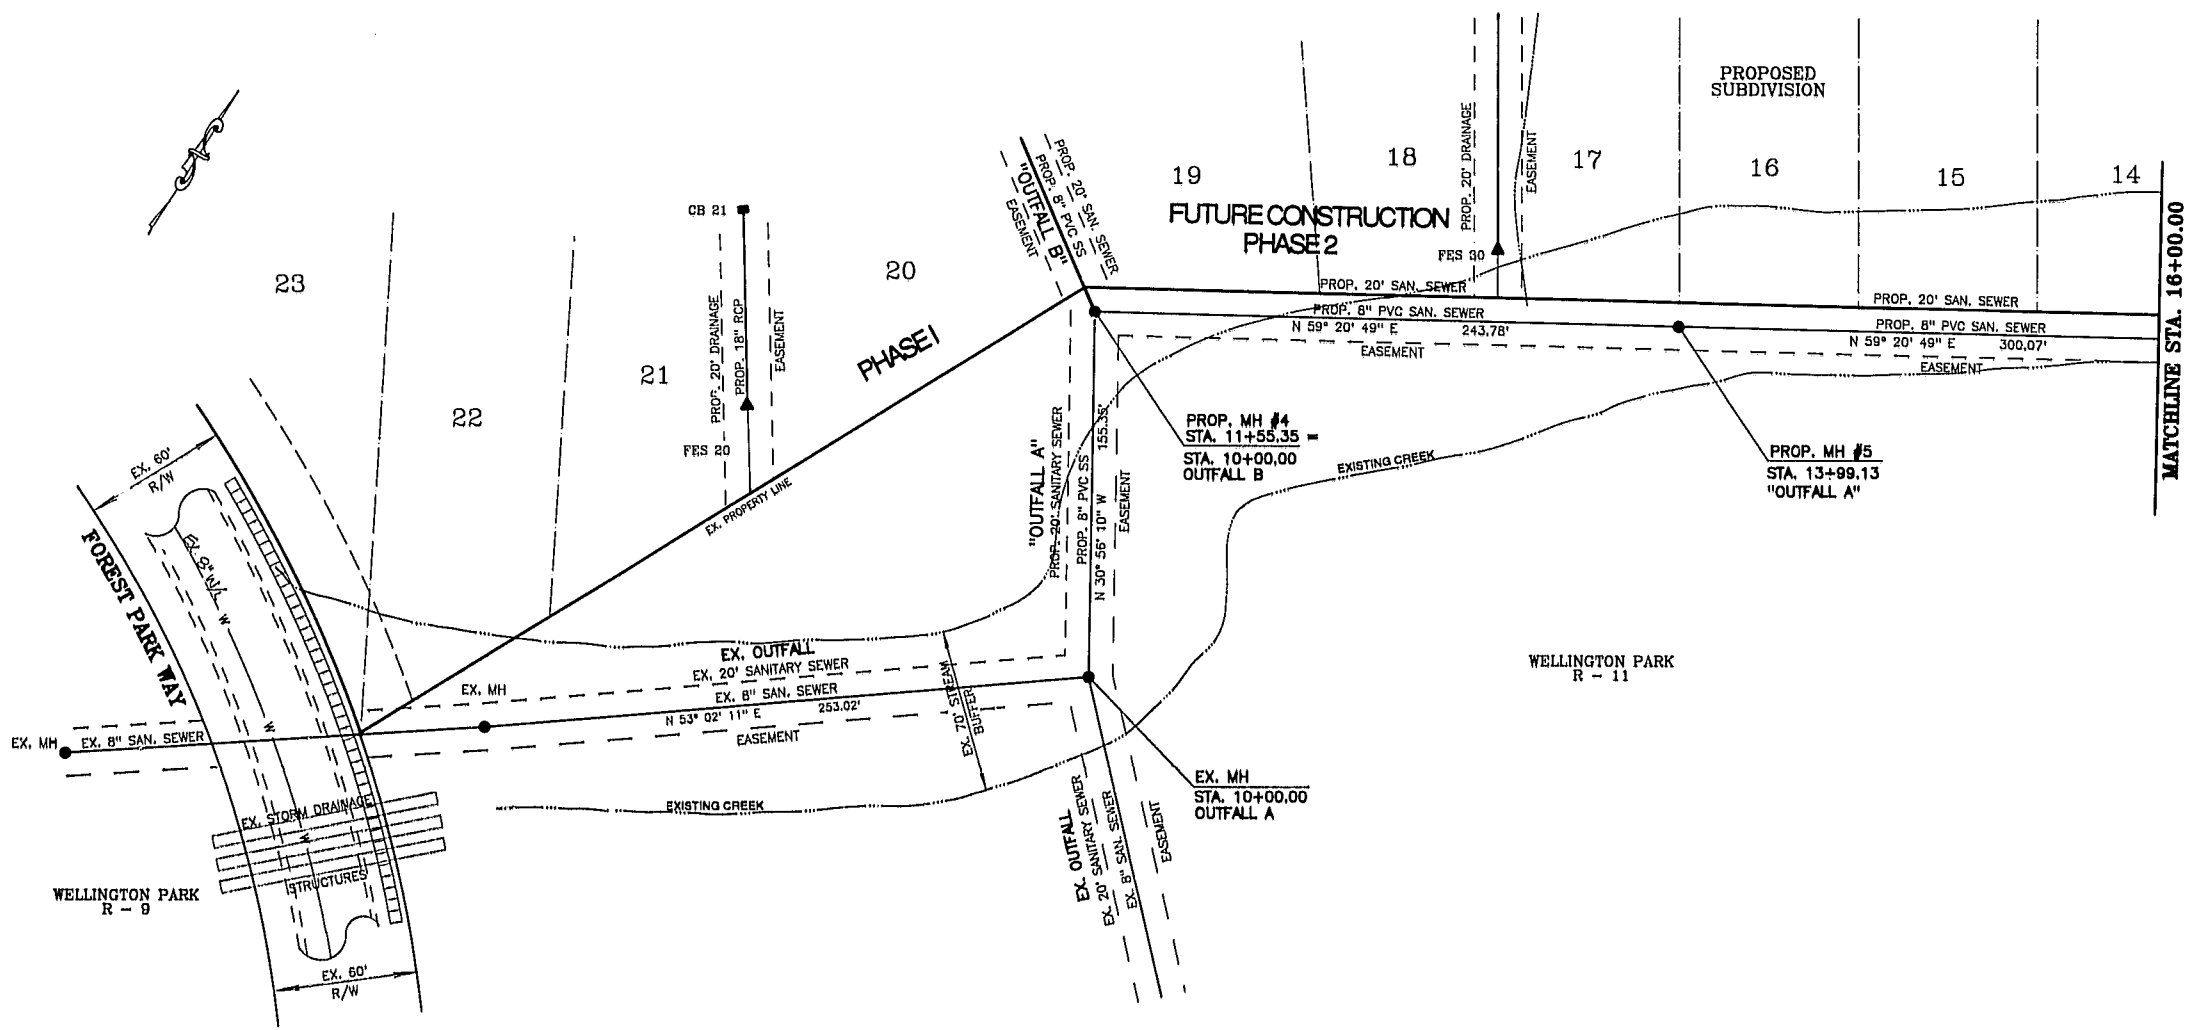 PROPOSED
SUBDIVISION
14
15
16
17
18
19
20
21
22
23
PROP. 20' DRAINAGE
EASEMENT
FES 30
PROP. 20' SAN. SEWER
PROP. 8" PVC SS
"OUTFALL B"
EASEMENT
FUTURE CONSTRUCTION
PHASE 2
CB 21
PROP. 20' DRAINAGE
PROP. 18" RCP
EASEMENT
FES 20
PHASE I
EX. PROPERTY LINE
PROP. 20' SAN. SEWER
PROP. 8" PVC SAN. SEWER
N 59° 20' 49" E 243.78'
EASEMENT
PROP. 20' SAN. SEWER
PROP. 8" PVC SAN. SEWER
N 59° 20' 49" E 300.07'
EASEMENT
MATCHLINE STA. 16+00.00
PROP. MH #4
STA. 11+55.35 =
STA. 10+00.00
OUTFALL B
PROP. MH #5
STA. 13+99.13
"OUTFALL A"
"OUTFALL A"
PROP. 20' SANITARY SEWER
PROP. 8" PVC SS 155.35'
N 30° 56' 10" W
EASEMENT
EXISTING CREEK
EX. 60'
R/W
FOREST PARK WAY
EX. 8" W/L
W
W
W
W
EX. OUTFALL
EX. 20' SANITARY SEWER
EX. MH
EX. 8" SAN. SEWER
N 53° 02' 11" E 253.02'
EASEMENT
EX. 70' STREAM
BUFFER
EX. MH
EX. 8" SAN. SEWER
WELLINGTON PARK
R - 11
EX. MH
STA. 10+00.00
OUTFALL A
EXISTING CREEK
EX. STORM DRAINAGE
STRUCTURES
EX. OUTFALL
EX. 20' SANITARY SEWER
EX. 8" SAN. SEWER
EASEMENT
WELLINGTON PARK
R - 9
EX. 60'
R/W